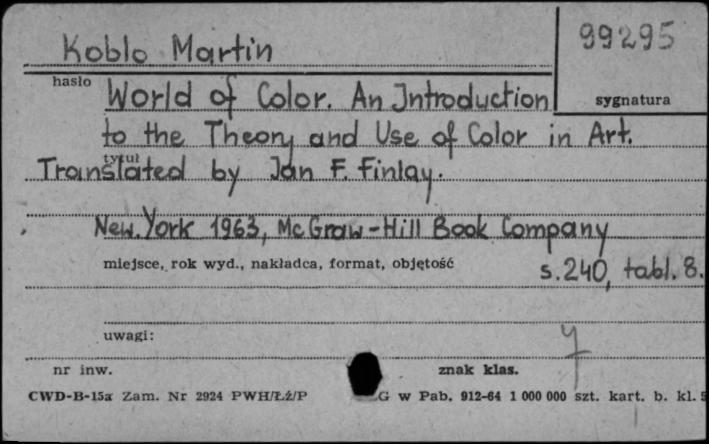 Koblo Martin
99295
hasło
sygnatura
World of Color. An Introduction
to the Theory and Use of Color in Art.
tytuł
Translated by Ian F. Finlay.
New York 1963, Mc Graw-Hill Book Company
miejsce, rok wyd., nakładca, format, objętość
s. 240, tabl. 8.
uwagi:
nr inw.
znak klas.
CWD-B-15a Zam. Nr 2924 PWH/Łź/P
G w Pab. 912-64 1 000 000 szt. kart. b. kl. 5